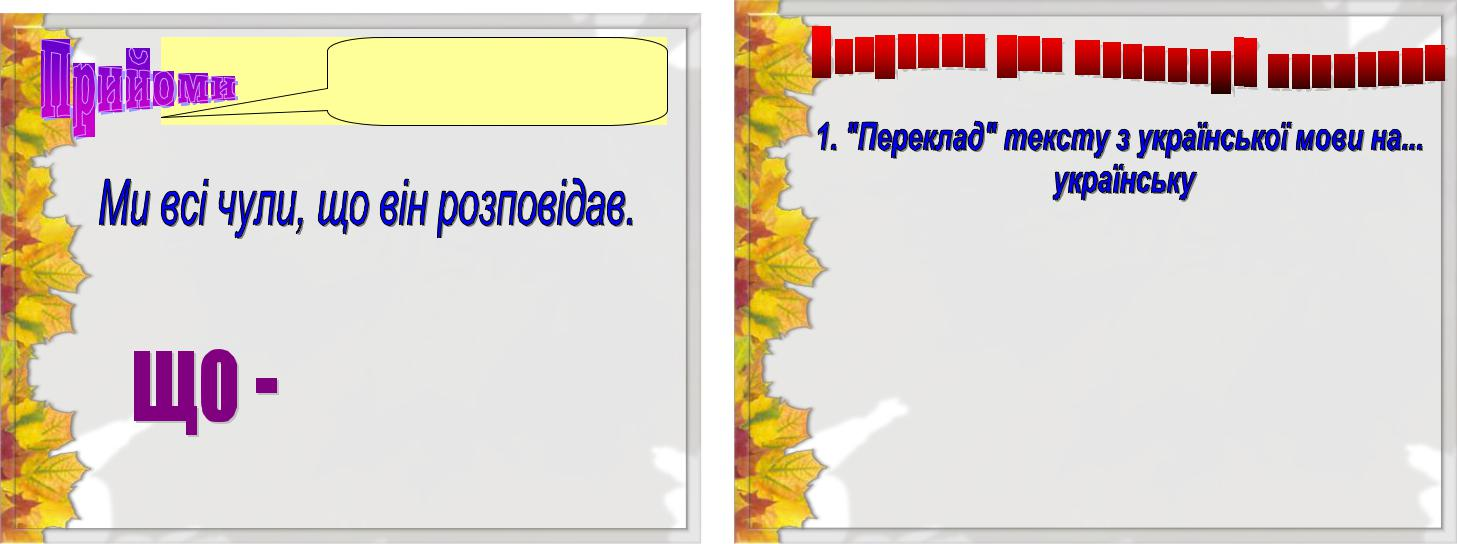 Прийоми
Ми всі чули, що він розповідав.
що -
1. "Переклад" тексту з української мови на...
українську